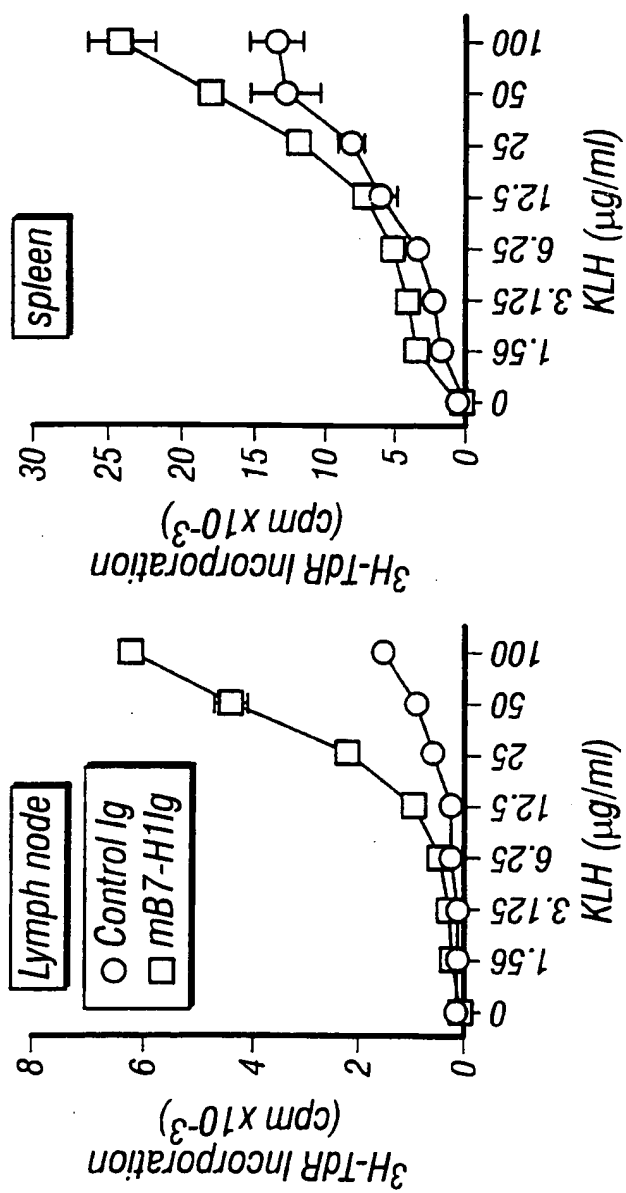 Lymph node
Control Ig
mB7-H1Ig
3H-TdR Incorporation
(cpm x10-3)
8
6
4
2
0
0
1.56
3.125
6.25
12.5
25
50
100
KLH (µg/ml)
spleen
3H-TdR Incorporation
(cpm x10-3)
30
25
20
15
10
5
0
0
1.56
3.125
6.25
12.5
25
50
100
KLH (µg/ml)